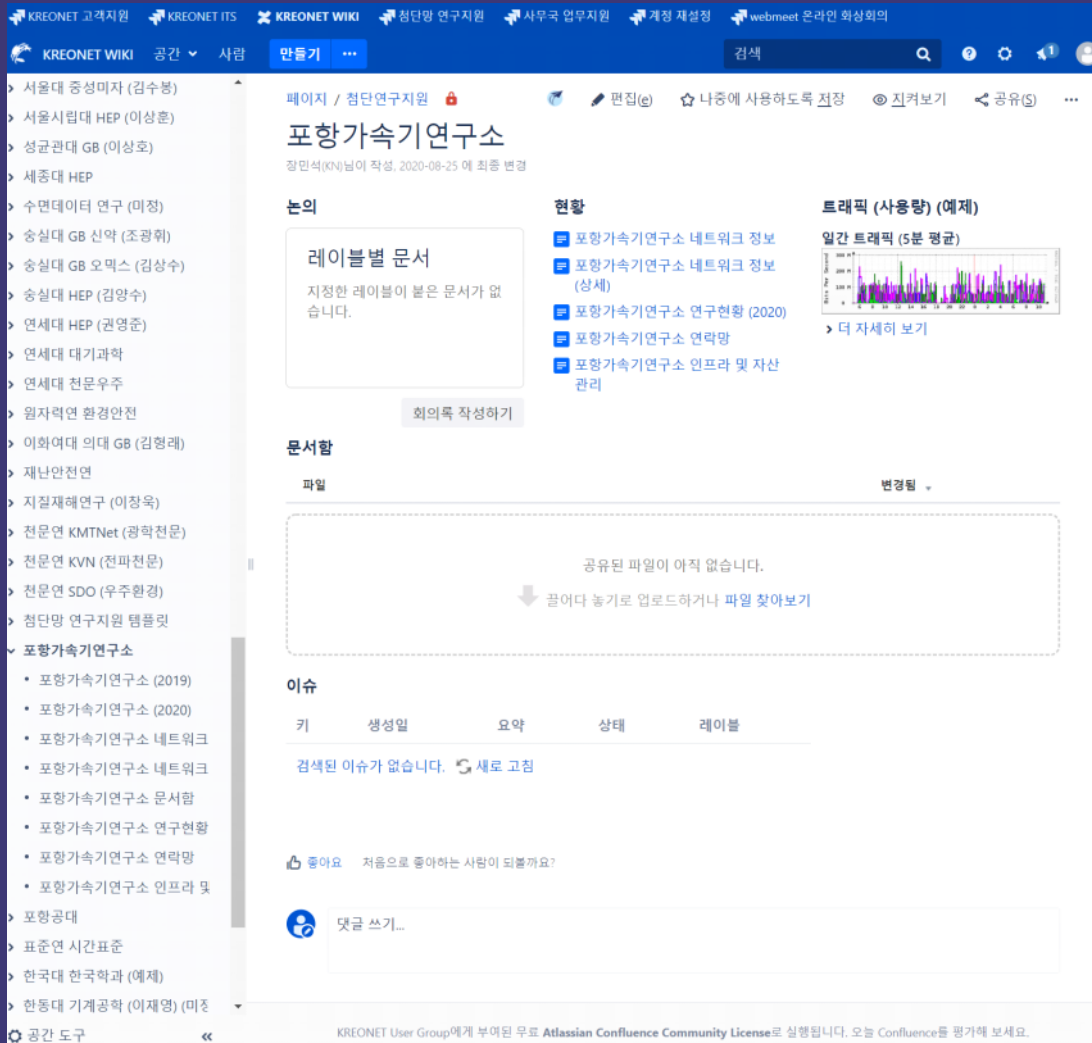 KREONET 고객지원 KREONET ITS KREONET WIKI 첨단망 연구지원 사무국 업무지원 계정 재설정 webmeet 온라인 화상회의
KREONET WIKI 공간 사람 만들기 ... 검색 1
서울대 중성미자 (김수봉)
서울시립대 HEP (이상훈)
성균관대 GB (이상호)
세종대 HEP
수면데이터 연구 (미정)
숭실대 GB 신약 (조광휘)
숭실대 GB 오믹스 (김상수)
숭실대 HEP (김양수)
연세대 HEP (권영준)
연세대 대기과학
연세대 천문우주
원자력연 환경안전
이화여대 의대 GB (김형래)
재난안전연
지질재해연구 (이창욱)
천문연 KMTNet (광학천문)
천문연 KVN (전파천문)
천문연 SDO (우주환경)
첨단망 연구지원 템플릿
포항가속기연구소
• 포항가속기연구소 (2019)
• 포항가속기연구소 (2020)
• 포항가속기연구소 네트워크
• 포항가속기연구소 네트워크
• 포항가속기연구소 문서함
• 포항가속기연구소 연구현황
• 포항가속기연구소 연락망
• 포항가속기연구소 인프라 및
포항공대
표준연 시간표준
한국대 한국학과 (예제)
한동대 기계공학 (이재영) (미정
공간 도구 «
페이지 / 첨단연구지원 편집(e) 나중에 사용하도록 저장 지켜보기 공유(S) ...
포항가속기연구소
장민석(KN)님이 작성, 2020-08-25 에 최종 변경
논의
레이블별 문서
지정한 레이블이 붙은 문서가 없
습니다.
회의록 작성하기
현황
포항가속기연구소 네트워크 정보
포항가속기연구소 네트워크 정보
(상세)
포항가속기연구소 연구현황 (2020)
포항가속기연구소 연락망
포항가속기연구소 인프라 및 자산
관리
트래픽 (사용량) (예제)
일간 트래픽 (5분 평균)
Bits Per Second
300 M
200 M
100 M
0
더 자세히 보기
문서함
파일 변경됨
공유된 파일이 아직 없습니다.
끌어다 놓기로 업로드하거나 파일 찾아보기
이슈
키 생성일 요약 상태 레이블
검색된 이슈가 없습니다. 새로 고침
좋아요 처음으로 좋아하는 사람이 되볼까요?
댓글 쓰기...
KREONET User Group에게 부여된 무료 Atlassian Confluence Community License로 실행됩니다. 오늘 Confluence를 평가해 보세요.